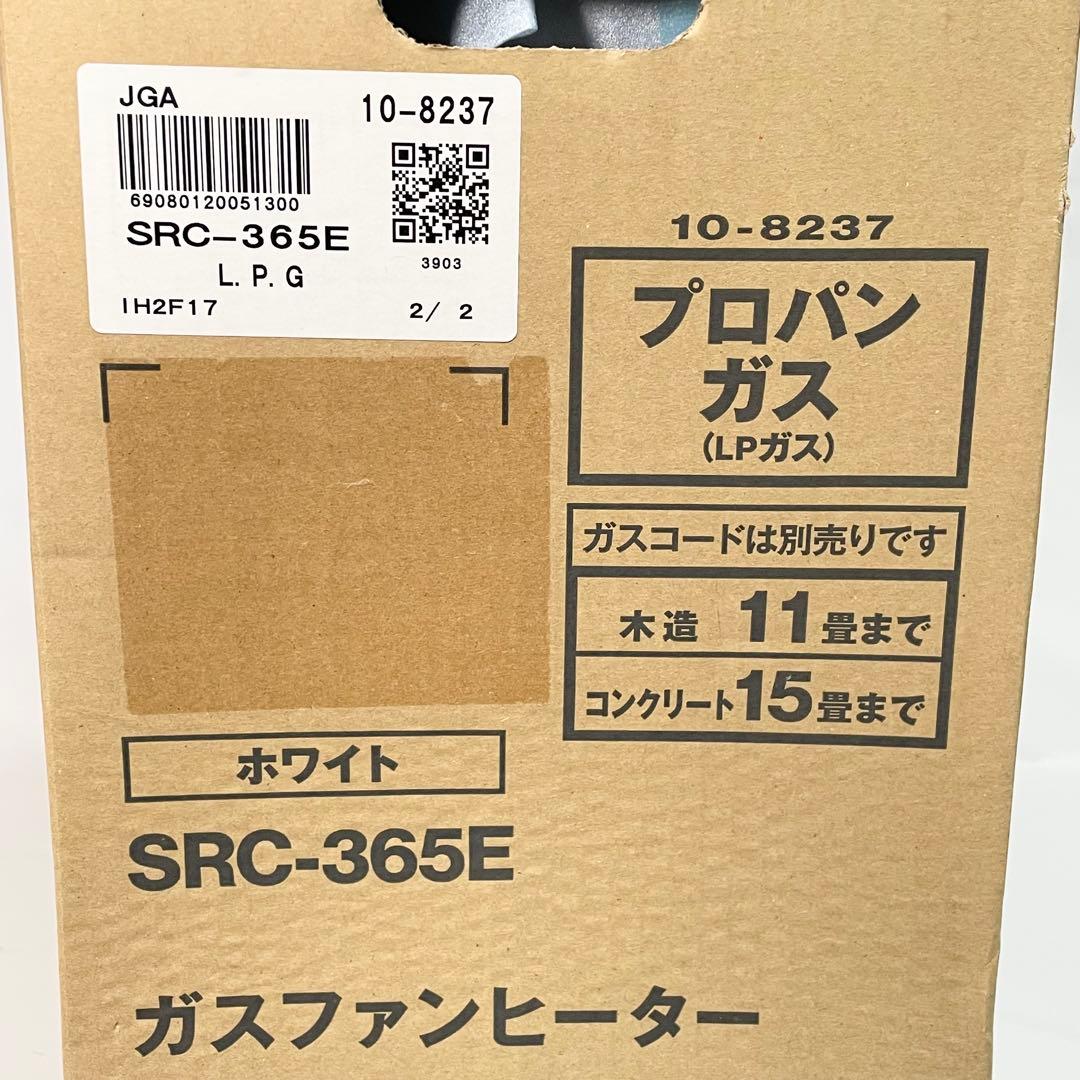 JGA
10-8237
69080120051300
SRC-365E
3903
L.P.G
IH2F17
2/ 2
10-8237
プロパン
ガス
(LPガス)
ガスコードは別売りです
木造 11畳まで
コンクリート15畳まで
ホワイト
SRC-365E
ガスファンヒーター